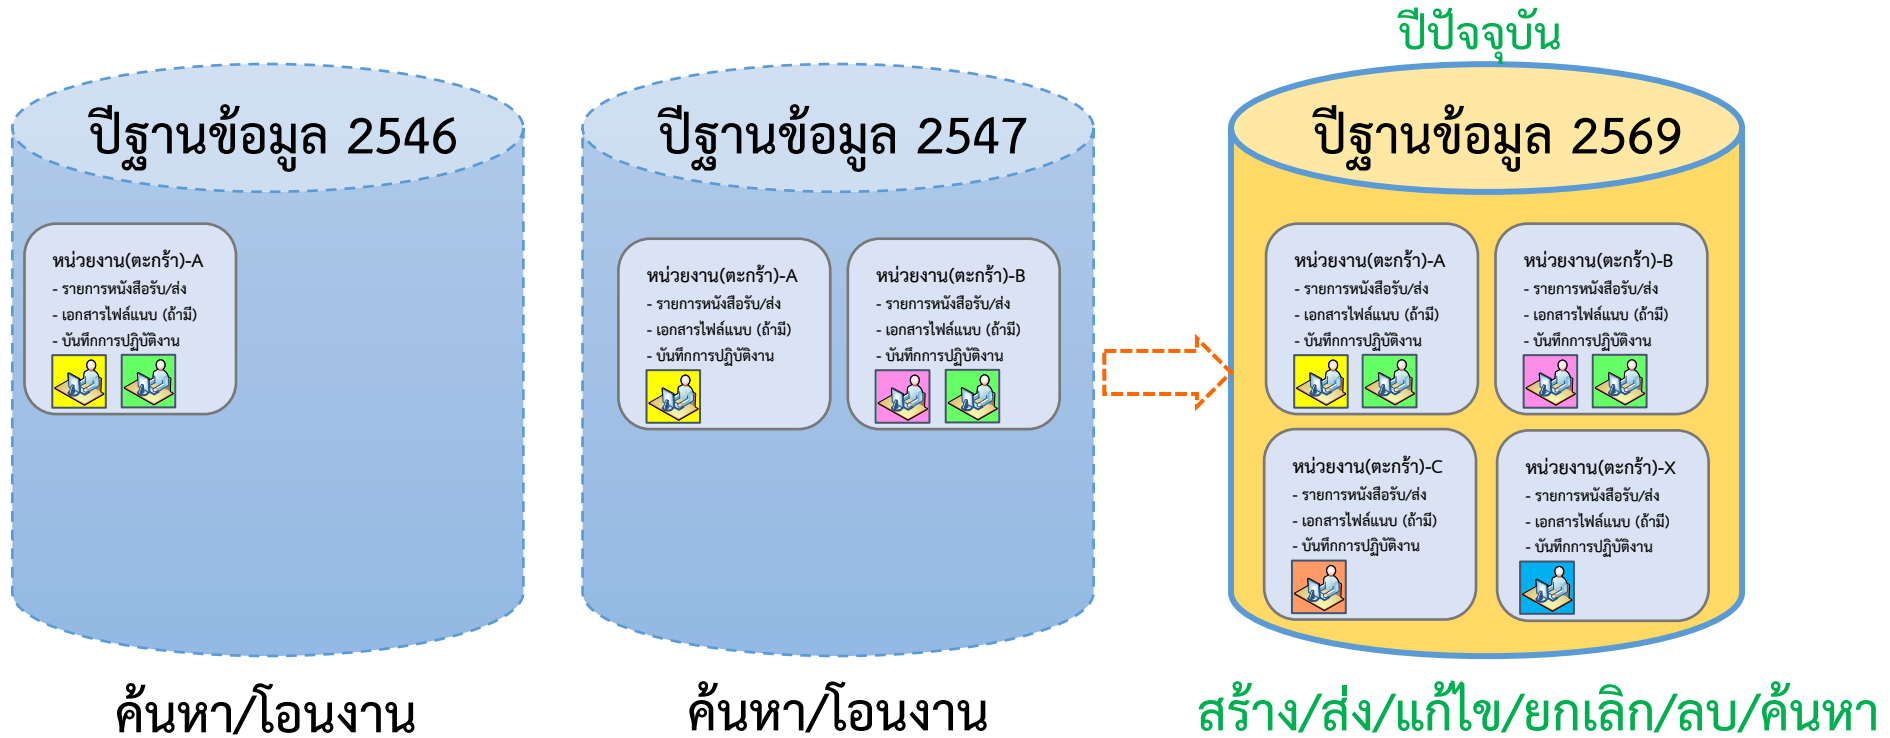 ปีปัจจุบัน
ปีฐานข้อมูล 2546
ปีฐานข้อมูล 2547
ปีฐานข้อมูล 2569
หน่วยงาน(ตะกร้า)-A
- รายการหนังสือรับ/ส่ง
- เอกสารไฟล์แนบ (ถ้ามี)
- บันทึกการปฏิบัติงาน
หน่วยงาน(ตะกร้า)-A
- รายการหนังสือรับ/ส่ง
- เอกสารไฟล์แนบ (ถ้ามี)
- บันทึกการปฏิบัติงาน
หน่วยงาน(ตะกร้า)-B
- รายการหนังสือรับ/ส่ง
- เอกสารไฟล์แนบ (ถ้ามี)
- บันทึกการปฏิบัติงาน
หน่วยงาน(ตะกร้า)-A
- รายการหนังสือรับ/ส่ง
- เอกสารไฟล์แนบ (ถ้ามี)
- บันทึกการปฏิบัติงาน
หน่วยงาน(ตะกร้า)-B
- รายการหนังสือรับ/ส่ง
- เอกสารไฟล์แนบ (ถ้ามี)
- บันทึกการปฏิบัติงาน
หน่วยงาน(ตะกร้า)-C
- รายการหนังสือรับ/ส่ง
- เอกสารไฟล์แนบ (ถ้ามี)
- บันทึกการปฏิบัติงาน
หน่วยงาน(ตะกร้า)-X
- รายการหนังสือรับ/ส่ง
- เอกสารไฟล์แนบ (ถ้ามี)
- บันทึกการปฏิบัติงาน
ค้นหา/โอนงาน
ค้นหา/โอนงาน
สร้าง/ส่ง/แก้ไข/ยกเลิก/ลบ/ค้นหา